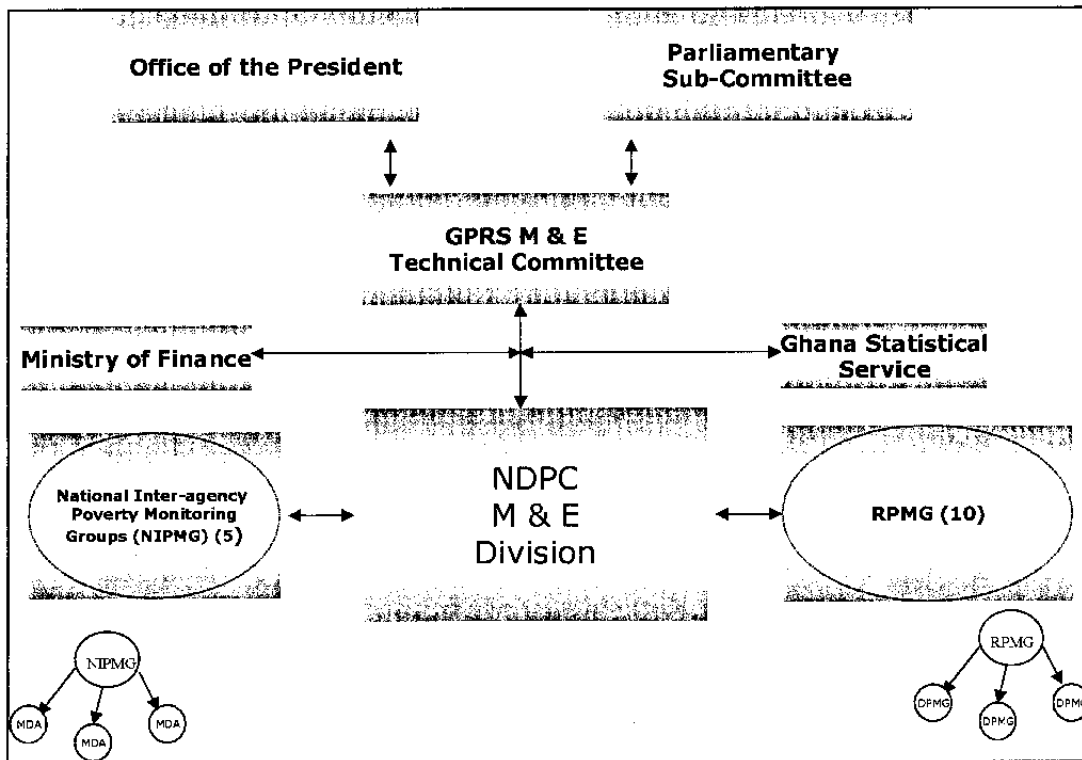 Office of the President
Parliamentary
Sub-Committee
GPRS M & E
Technical Committee
Ministry of Finance
Ghana Statistical
Service
National Inter-agency
Poverty Monitoring
Groups (NIPMG) (5)
NDPC
M & E
Division
RPMG (10)
NIPMG
MDA
MDA
MDA
RPMG
DPMG
DPMG
DPMG